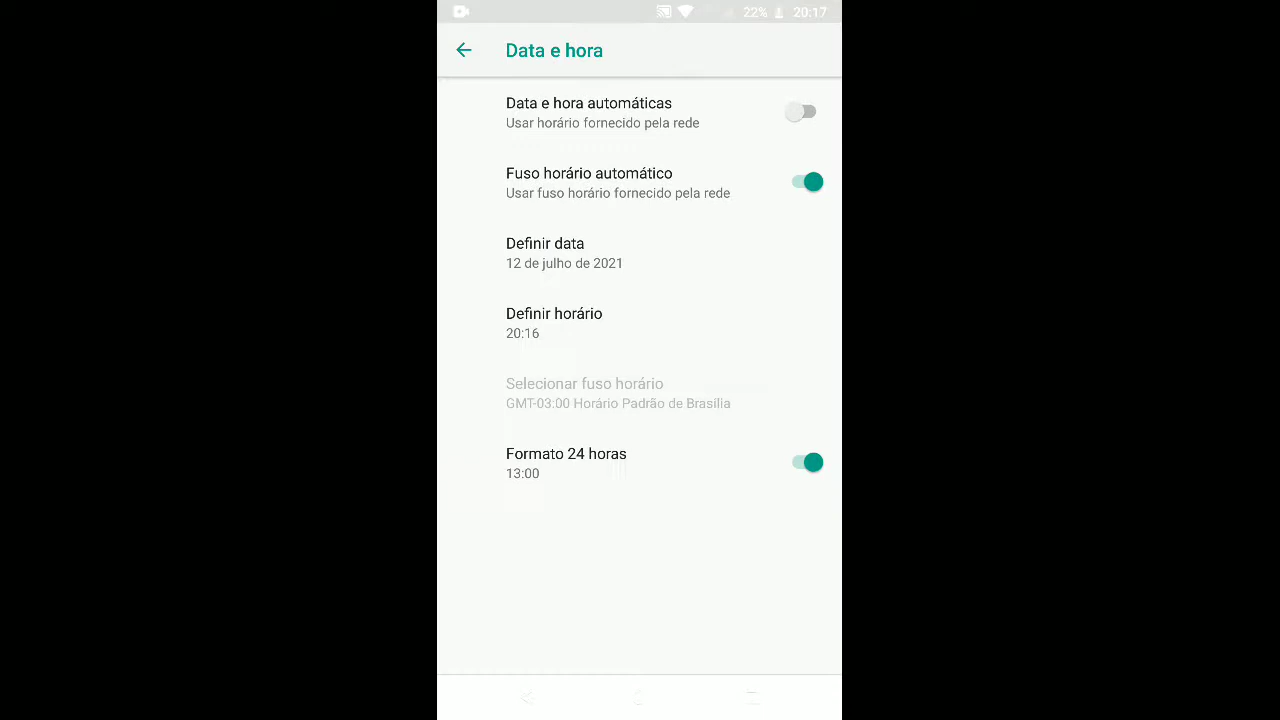 22% 20:17
Data e hora
Data e hora automáticas
Usar horário fornecido pela rede
Fuso horário automático
Usar fuso horário fornecido pela rede
Definir data
12 de julho de 2021
Definir horário
20:16
Selecionar fuso horário
GMT-03:00 Horário Padrão de Brasília
Formato 24 horas
13:00